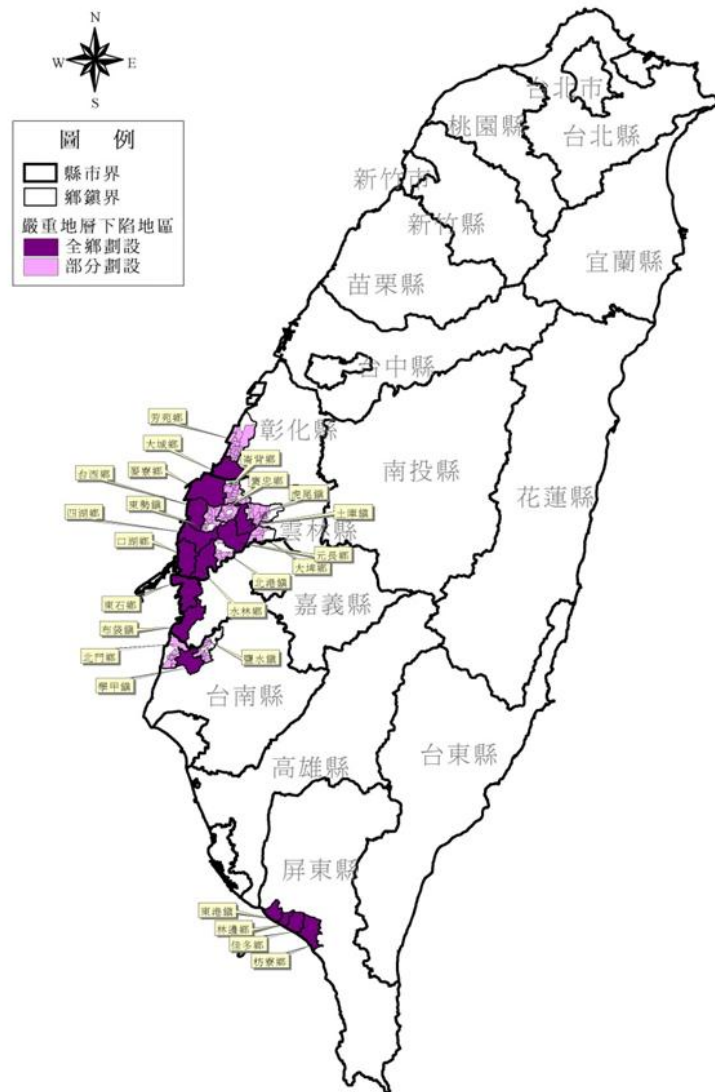 N
W
E
S
圖 例
縣市界
鄉鎮界
嚴重地層下陷地區
全鄉劃設
部分劃設
台北市
桃園縣
台北縣
新竹市
新竹縣
宜蘭縣
苗栗縣
台中縣
彰化縣
南投縣
花蓮縣
雲林縣
嘉義縣
台南縣
高雄縣
台東縣
屏東縣
芳苑鄉
大城鄉
崙背鄉
麥寮鄉
褒忠鄉
台西鄉
虎尾鎮
東勢鎮
土庫鎮
四湖鄉
元長鄉
口湖鄉
大埤鄉
北港鎮
東石鄉
水林鄉
布袋鎮
北門鄉
鹽水鎮
學甲鎮
東港鎮
林邊鄉
佳冬鄉
枋寮鄉